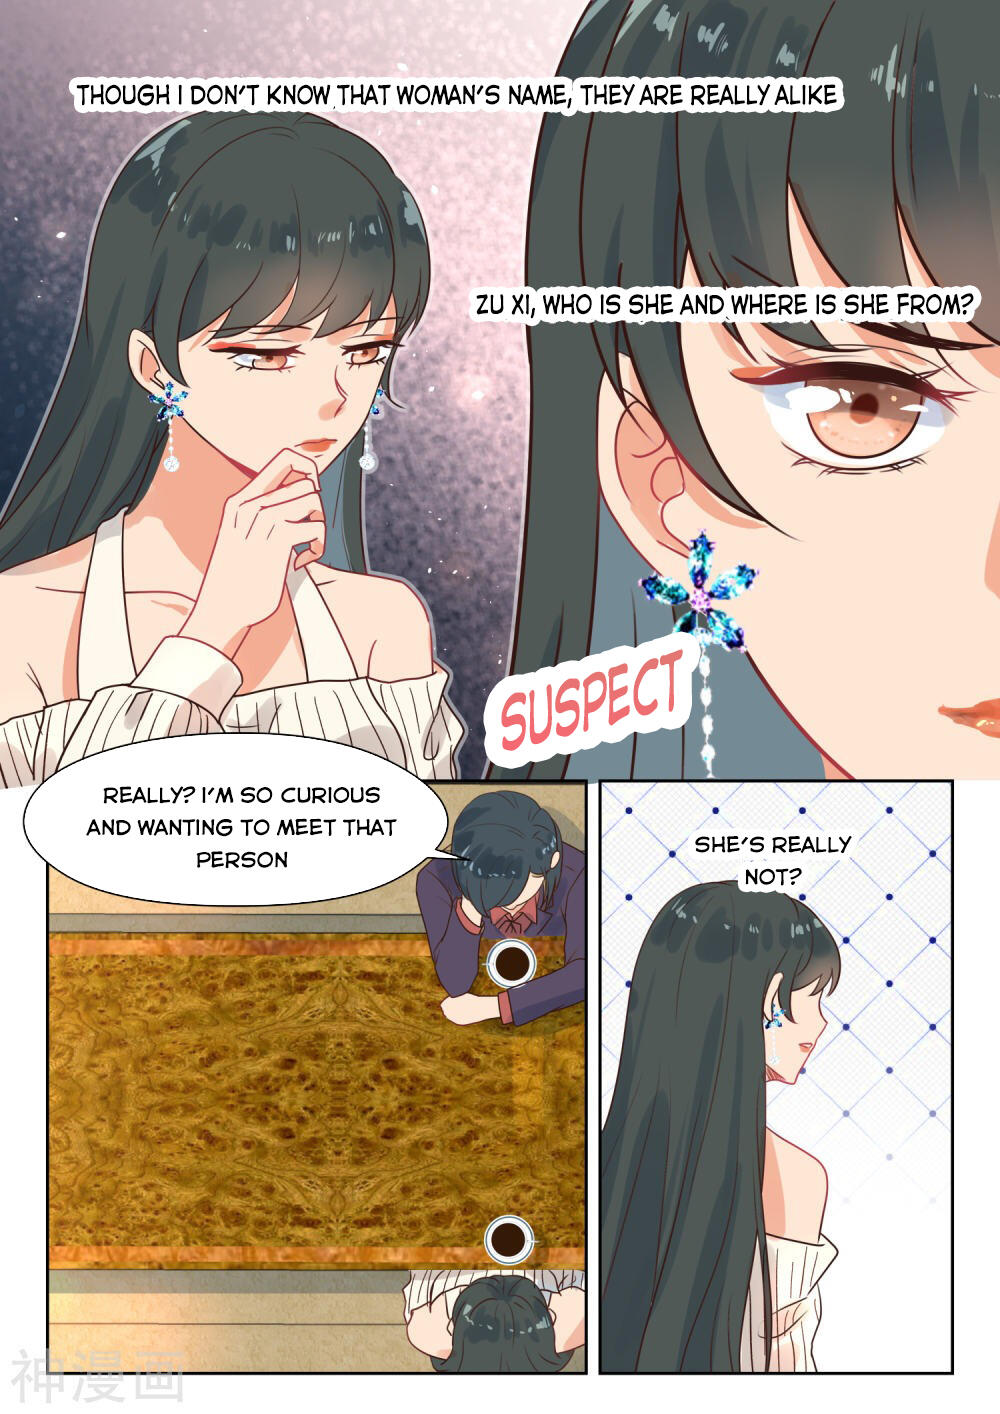 THOUGH I DON'T KNOW THAT WOMAN'S NAME, THEY ARE REALLY ALIKE
ZU XI, WHO IS SHE AND WHERE IS SHE FROM?
SUSPECT
REALLY? I'M SO CURIOUS
AND WANTING TO MEET THAT
PERSON
SHE'S REALLY
NOT?
神漫画